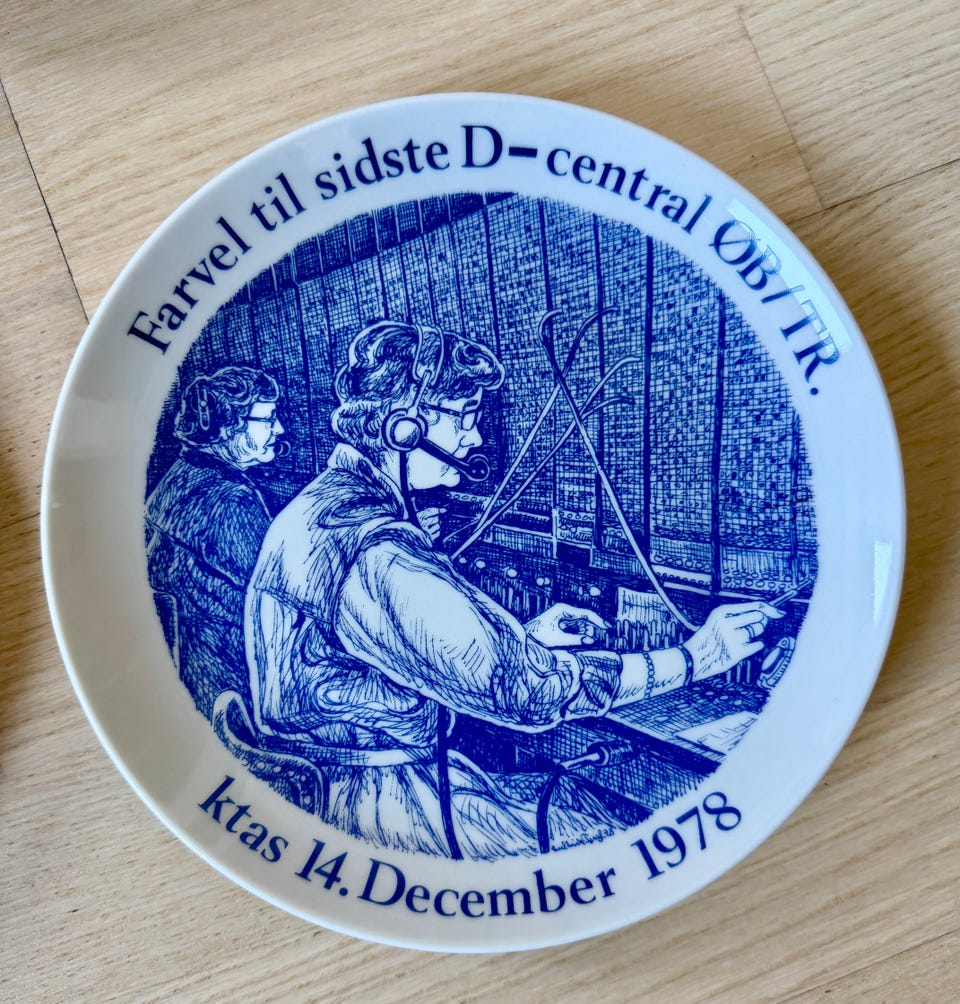 Farvel til sidste D-central ØB/TR.
ktas 14. December 1978